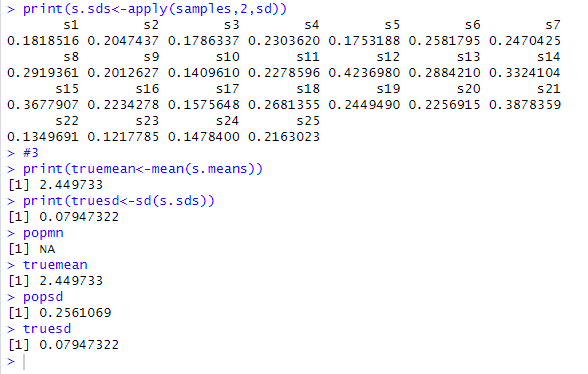 > print(s.sds<-apply(samples,2,sd))
s1 s2 s3 s4 s5 s6 s7
0.1818516 0.2047437 0.1786337 0.2303620 0.1753188 0.2581795 0.2470425
s8 s9 s10 s11 s12 s13 s14
0.2919361 0.2012627 0.1409610 0.2278596 0.4236980 0.2884210 0.3324104
s15 s16 s17 s18 s19 s20 s21
0.3677907 0.2234278 0.1575648 0.2681355 0.2449490 0.2256915 0.3878359
s22 s23 s24 s25
0.1349691 0.1217785 0.1478400 0.2163023
> #3
> print(truemean<-mean(s.means))
[1] 2.449733
> print(truesd<-sd(s.sds))
[1] 0.07947322
> popmn
[1] NA
> truemean
[1] 2.449733
> popsd
[1] 0.2561069
> truesd
[1] 0.07947322
>